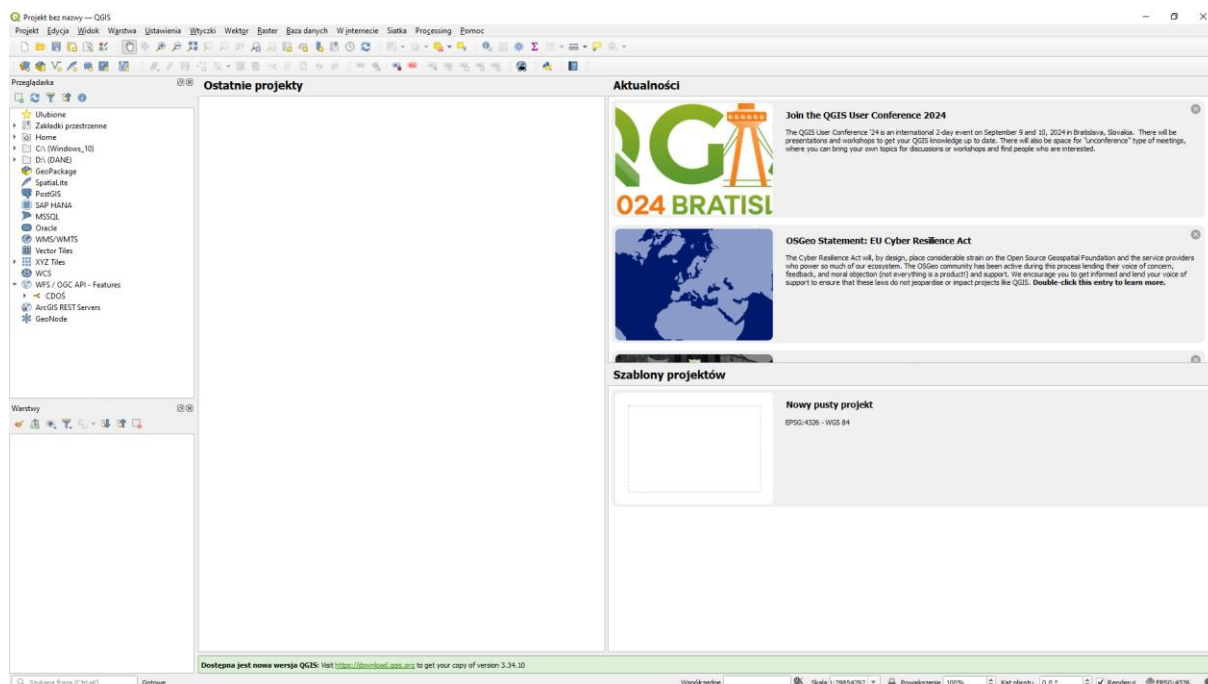 Projekt bez nazwy — QGIS
Projekt Edycja Widok Warstwa Ustawienia Wtyczki Wektor Raster Baza danych W internecie Siatka Processing Pomoc
Przeglądarka
Ulubione
Zakładki przestrzenne
Home
C:\ (Windows_10)
D:\ (DANE)
GeoPackage
SpatiaLite
PostGIS
SAP HANA
MSSQL
Oracle
WMS/WMTS
Vector Tiles
XYZ Tiles
WCS
WFS / OGC API - Features
CDOŚ
ArcGIS REST Servers
GeoNode
Warstwy
Ostatnie projekty
Aktualności
024 BRATISL
Join the QGIS User Conference 2024
The QGIS User Conference '24 is an international 2-day event on September 9 and 10, 2024 in Bratislava, Slovakia. There will be
presentations and workshops to get your QGIS knowledge up to date. There will also be space for "unconference" type of meetings,
where you can bring your own topics for discussions or workshops and find people who are interested.
OSGeo Statement: EU Cyber Resilience Act
The Cyber Resilience Act will, by design, place considerable strain on the Open Source Geospatial Foundation and the service providers
who power so much of our ecosystem. The OSGeo community has been active during this process lending their voice of concern,
feedback, and moral objection (not everything is a product!) and support. We encourage you to get informed and lend your voice of
support to ensure that these laws do not jeopardise or impact projects like QGIS. Double-click this entry to learn more.
Szablony projektów
Nowy pusty projekt
EPSG:4326 - WGS 84
Dostępna jest nowa wersja QGIS: Visit https://download.qgis.org to get your copy of version 3.34.10
Szukana fraza (Ctrl+K) Gotowe Współrzędne Skala 1:29854292 Powiększenie 100% Kąt obrotu 0,0 ° Renderuj EPSG:4326